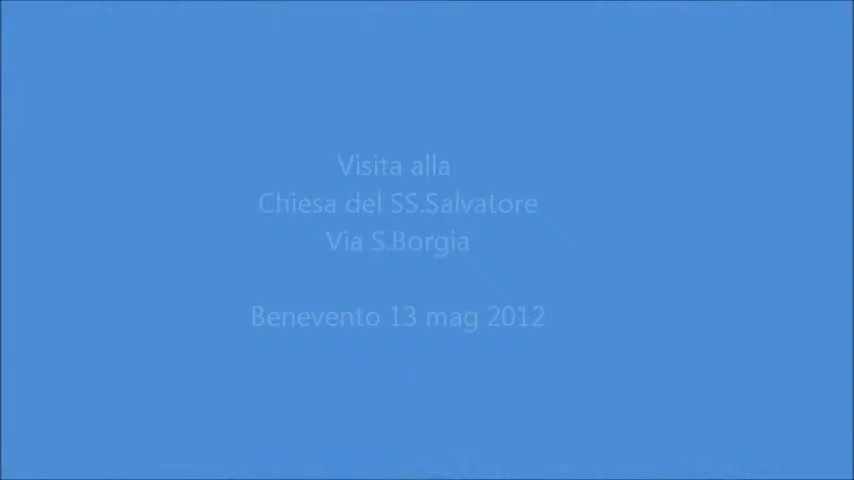 Visita alla
Chiesa del SS.Salvatore
Via S.Borgia
Benevento 13 mag 2012